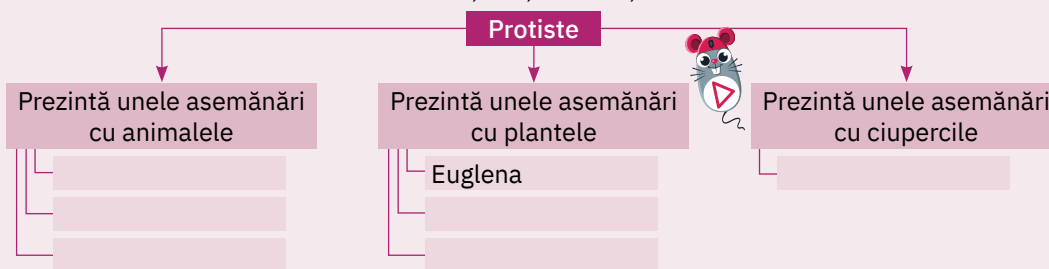 Protiste
Prezintă unele asemănări
cu animalele
Prezintă unele asemănări
cu plantele
Euglena
Prezintă unele asemănări
cu ciupercile